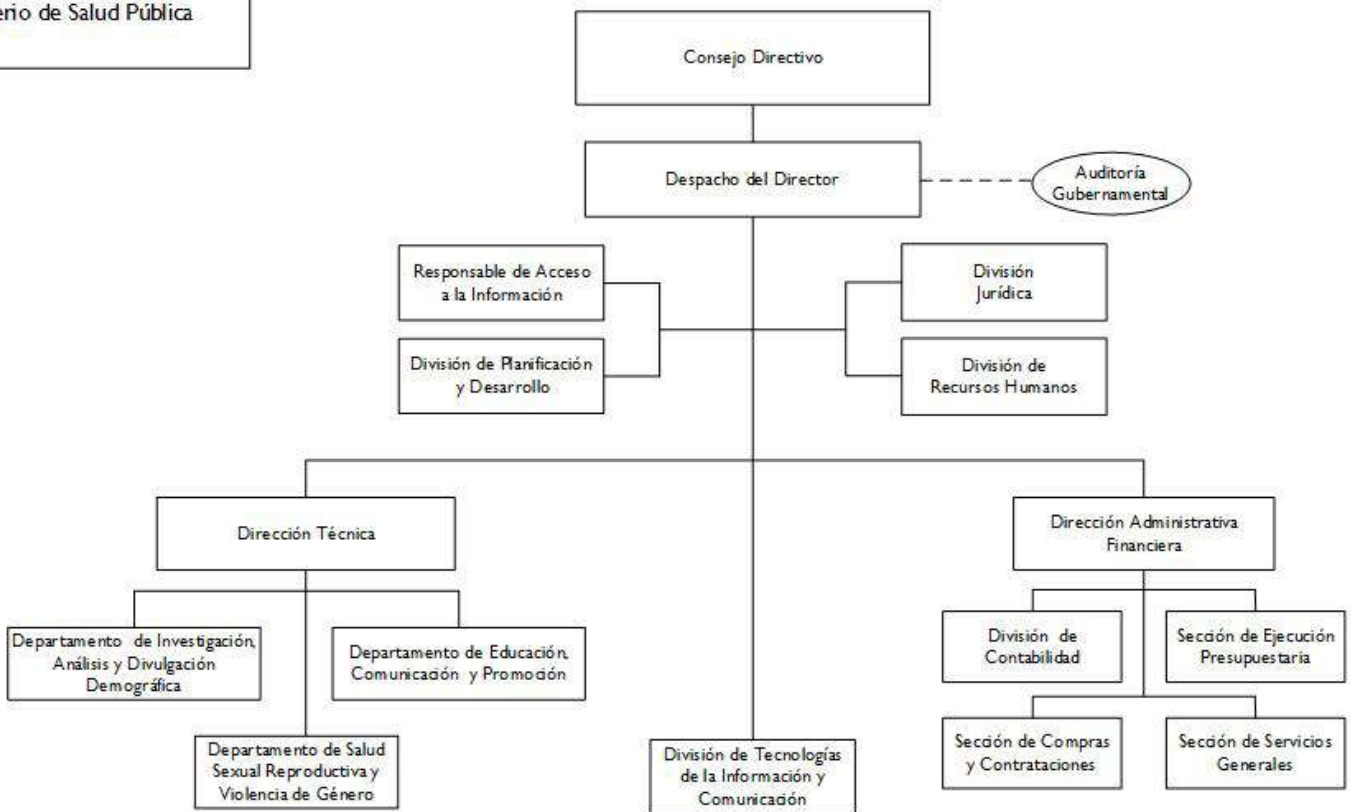 de Salud Pública
Consejo Directivo
Despacho del Director
Auditoría
Gubernamental
Responsable de Acceso
a la Información
División
Jurídica
División de Planificación
y Desarrollo
División de
Recursos Humanos
Dirección Técnica
Dirección Administrativa
Financiera
Departamento de Investigación,
Análisis y Divulgación
Demográfica
Departamento de Educación,
Comunicación y Promoción
División de
Contabilidad
Sección de Ejecución
Presupuestaria
Departamento de Salud
Sexual Reproductiva y
Violencia de Género
División de Tecnologías
de la Información y
Comunicación
Sección de Compras
y Contrataciones
Sección de Servicios
Generales